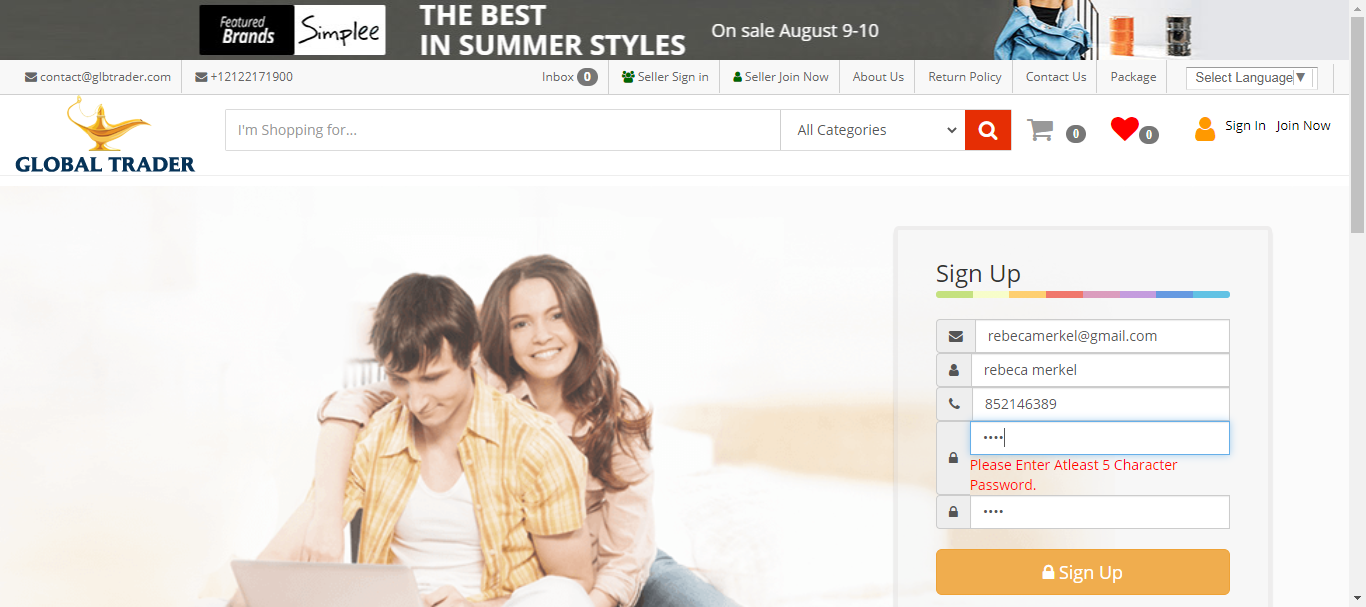 Featured
Brands
Simplee
THE BEST
IN SUMMER STYLES
On sale August 9-10
contact@glbtrader.com
+12122171900
Inbox 0
Seller Sign in
Seller Join Now
About Us
Return Policy
Contact Us
Package
Select Language▼
GLOBAL TRADER
I'm Shopping for...
All Categories
0
0
Sign In
Join Now
Sign Up
rebecamerkel@gmail.com
rebeca merkel
852146389
••••
Please Enter Atleast 5 Character
Password.
••••
Sign Up